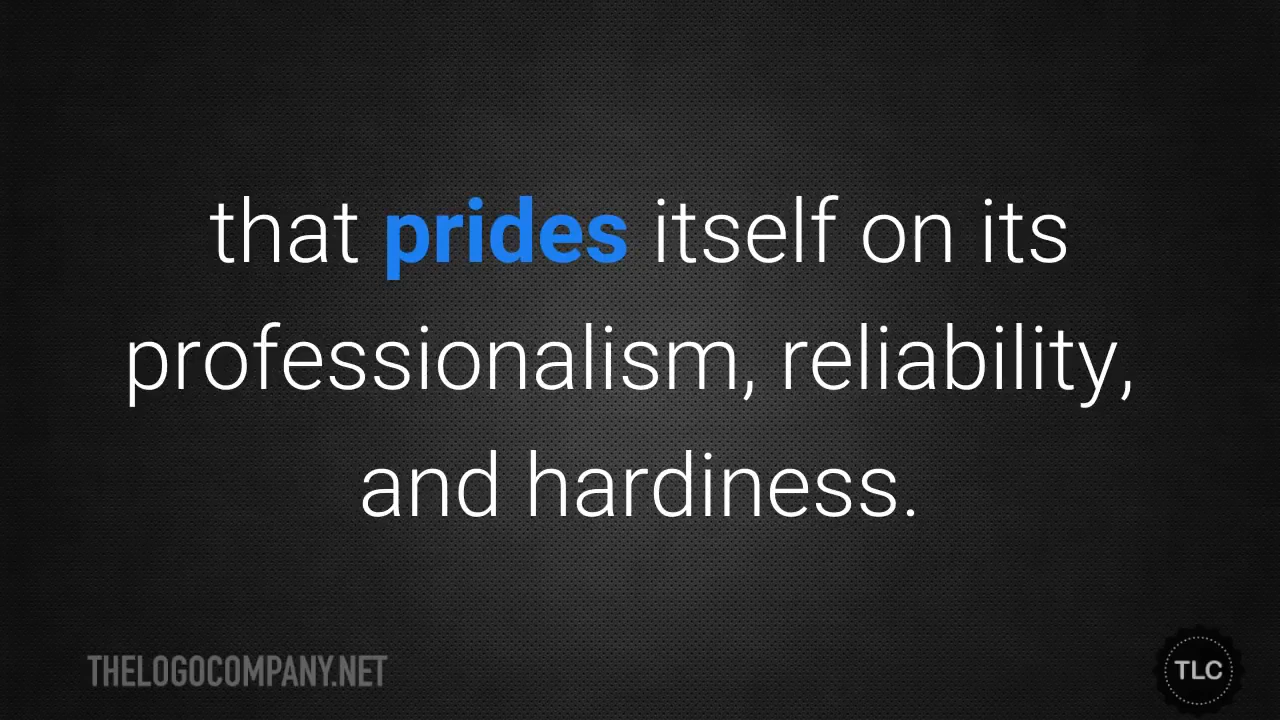 that prides itself on its
professionalism, reliability,
and hardiness.
THELOGOCOMPANY.NET
TLC